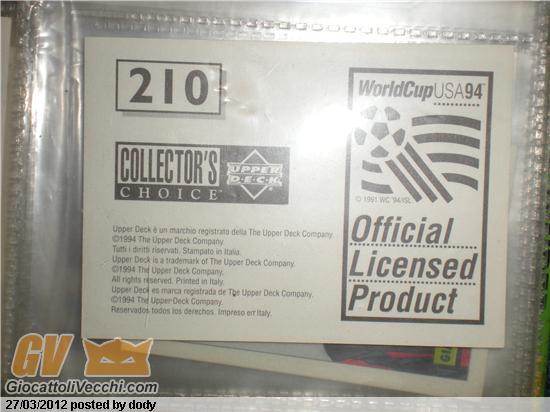 210
COLLECTOR'S
CHOICE
UPPER
DECK
WorldCupUSA94
© 1991 WC '94/ISL
Official
Licensed
Product
Upper Deck è un marchio registrato della The Upper Deck Company.
©1994 The Upper Deck Company.
Tutti i diritti riservati. Stampato in Italia.
Upper Deck is a trademark of The Upper Deck Company.
©1994 The Upper Deck Company.
All rights reserved. Printed in Italy.
Upper Deck es marca registrada de The Upper Deck Company.
©1994 The Upper Deck Company.
Reservados todos los derechos. Impreso en Italy.
GV
GiocattoliVecchi.com
27/03/2012 posted by dody